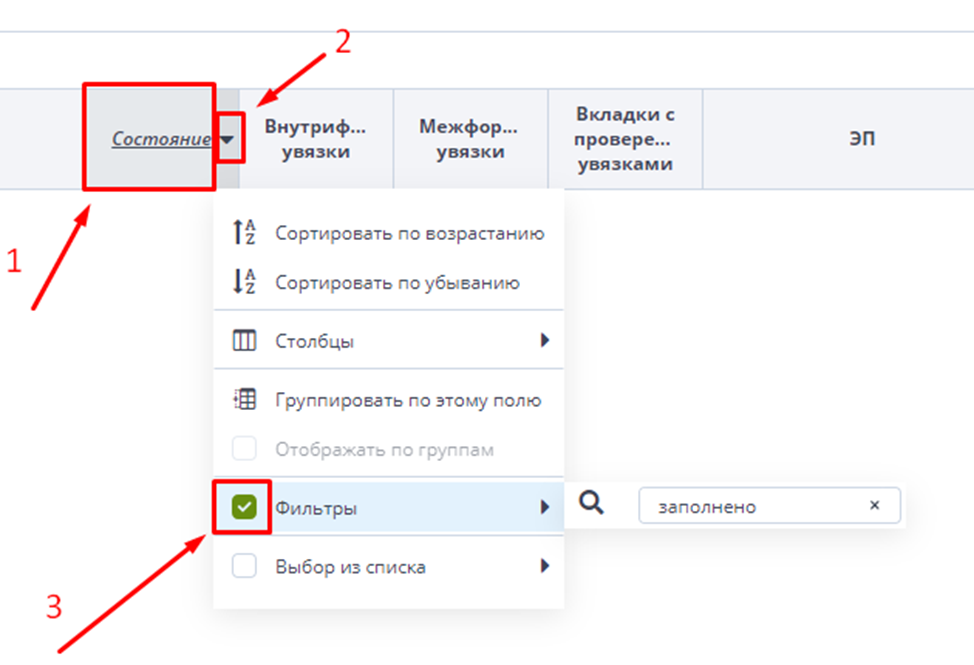 2
Состояние
Внутриф...
увязки
Межфор...
увязки
Вкладки с
провере...
увязками
ЭП
1
Сортировать по возрастанию
Сортировать по убыванию
Столбцы
Группировать по этому полю
Отображать по группам
Фильтры
заполнено
Выбор из списка
3